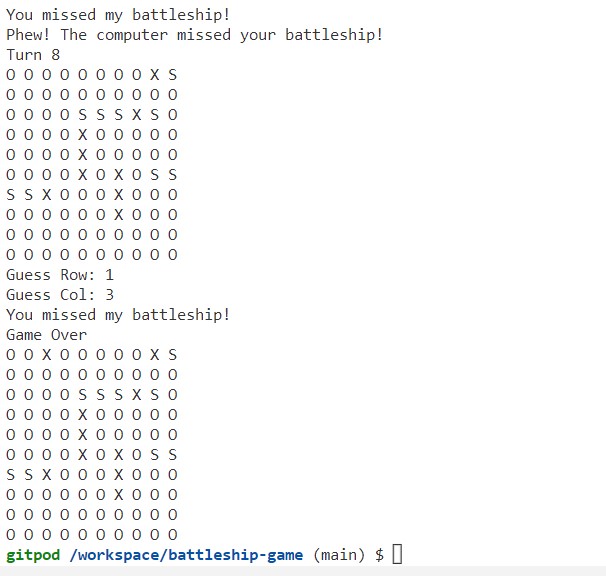 You missed my battleship!
Phew! The computer missed your battleship!
Turn 8
O O O O O O O O X S
O O O O O O O O O O
O O O O S S S X S O
O O O O X O O O O O
O O O O X O O O O O
O O O O X O X O S S
S S X O O O X O O O
O O O O O O X O O O
O O O O O O O O O O
O O O O O O O O O O
Guess Row: 1
Guess Col: 3
You missed my battleship!
Game Over
O O X O O O O O X S
O O O O O O O O O O
O O O O S S S X S O
O O O O X O O O O O
O O O O X O O O O O
O O O O X O X O S S
S S X O O O X O O O
O O O O O O X O O O
O O O O O O O O O O
O O O O O O O O O O
gitpod /workspace/battleship-game (main) $